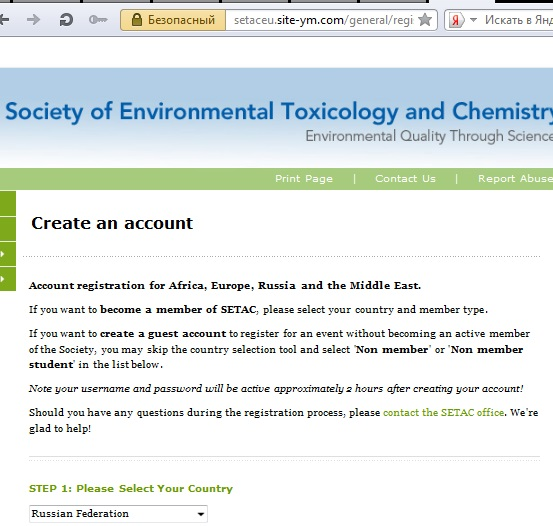 Безопасный setaceu.site-ym.com/general/regi Я Искать в Янд
Society of Environmental Toxicology and Chemistry
Environmental Quality Through Science
Print Page | Contact Us | Report Abuse
Create an account
Account registration for Africa, Europe, Russia and the Middle East.
If you want to become a member of SETAC, please select your country and member type.
If you want to create a guest account to register for an event without becoming an active member
of the Society, you may skip the country selection tool and select 'Non member' or 'Non member
student' in the list below.
Note your username and password will be active approximately 2 hours after creating your account!
Should you have any questions during the registration process, please contact the SETAC office. We're
glad to help!
STEP 1: Please Select Your Country
Russian Federation